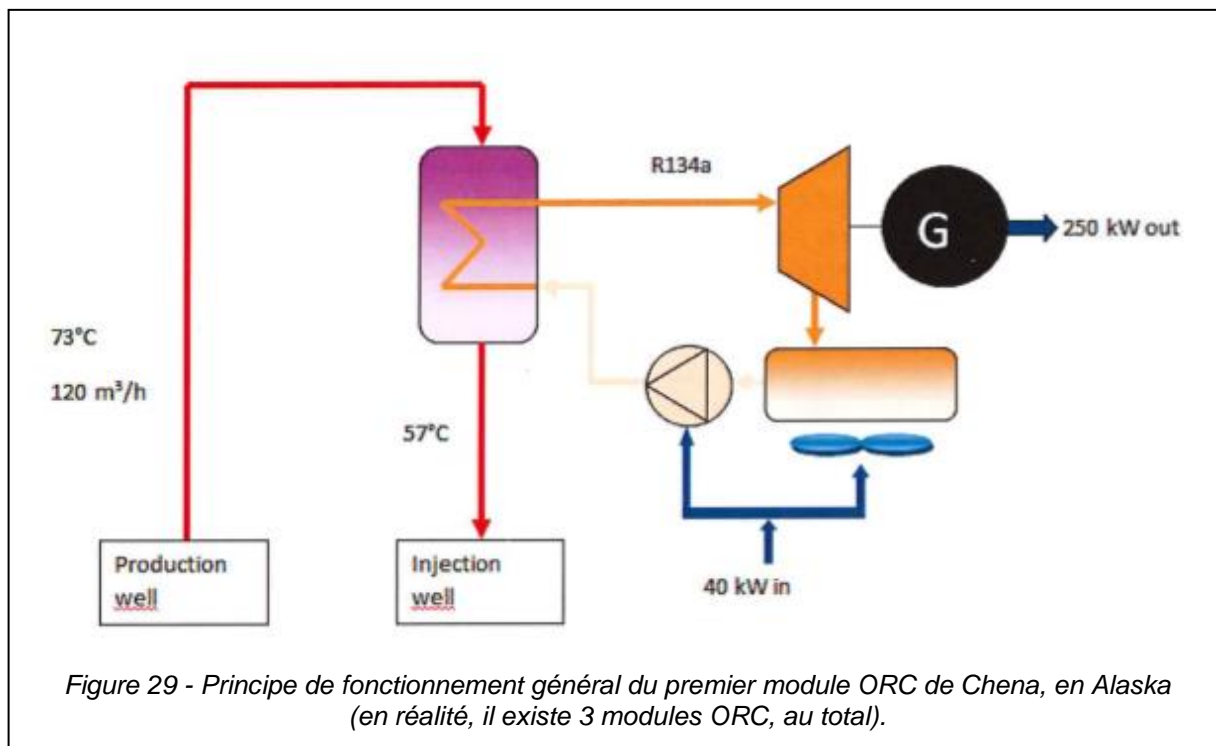 R134a
G
250 kW out
73°C
120 m³/h
57°C
Production
well
Injection
well
40 kW in
Figure 29 - Principe de fonctionnement général du premier module ORC de Chena, en Alaska
(en réalité, il existe 3 modules ORC, au total).